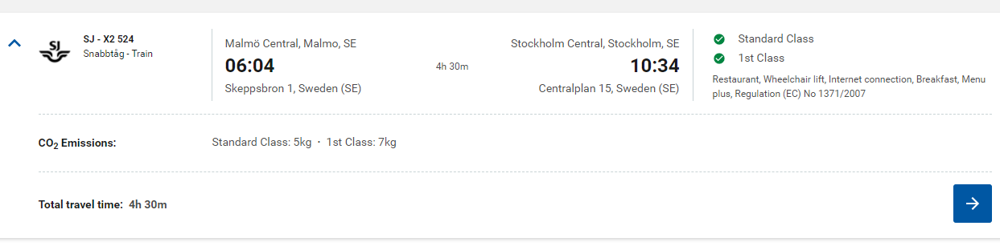 SJ
SJ - X2 524
Snabbtåg - Train
Malmö Central, Malmo, SE
06:04
Skeppsbron 1, Sweden (SE)
4h 30m
Stockholm Central, Stockholm, SE
10:34
Centralplan 15, Sweden (SE)
Standard Class
1st Class
Restaurant, Wheelchair lift, Internet connection, Breakfast, Menu
plus, Regulation (EC) No 1371/2007
CO2 Emissions:
Standard Class: 5kg · 1st Class: 7kg
Total travel time: 4h 30m